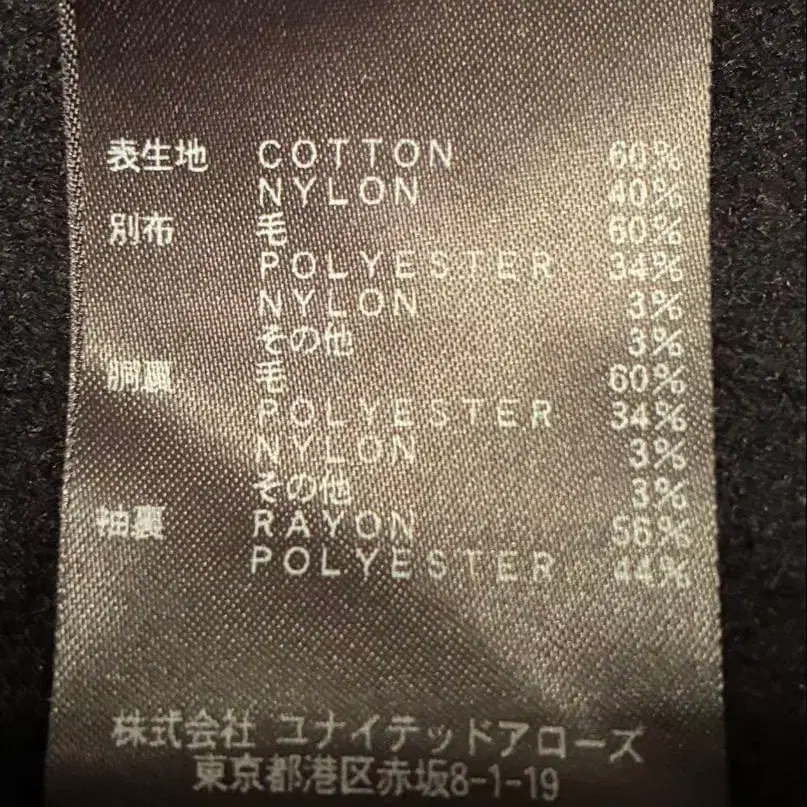 表生地 COTTON 60%
NYLON 40%
別布 毛 60%
POLYESTER 34%
NYLON 3%
その他 3%
胴裏 毛 60%
POLYESTER 34%
NYLON 3%
その他 3%
袖裏 RAYON 56%
POLYESTER 44%
株式会社 ユナイテッドアローズ
東京都港区赤坂8-1-19